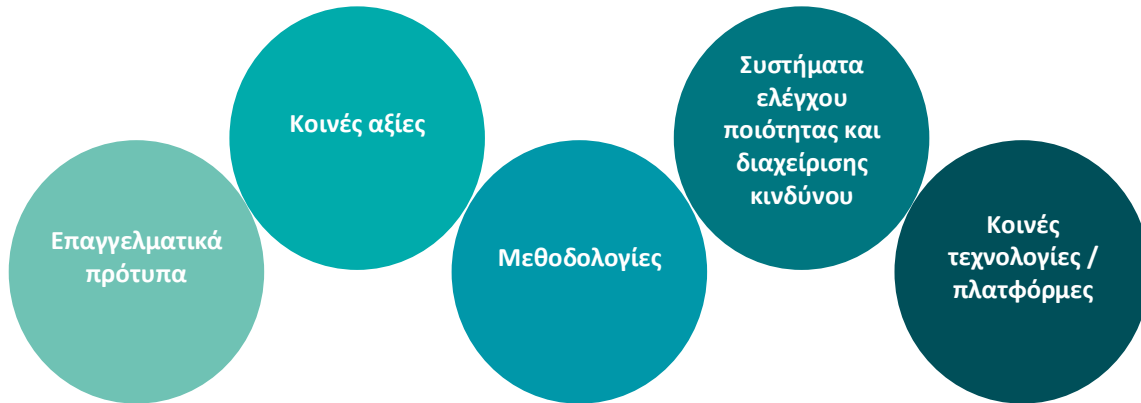 Επαγγελματικά
πρότυπα
Κοινές αξίες
Μεθοδολογίες
Συστήματα
ελέγχου
ποιότητας και
διαχείρισης
κινδύνου
Κοινές
τεχνολογίες /
πλατφόρμες